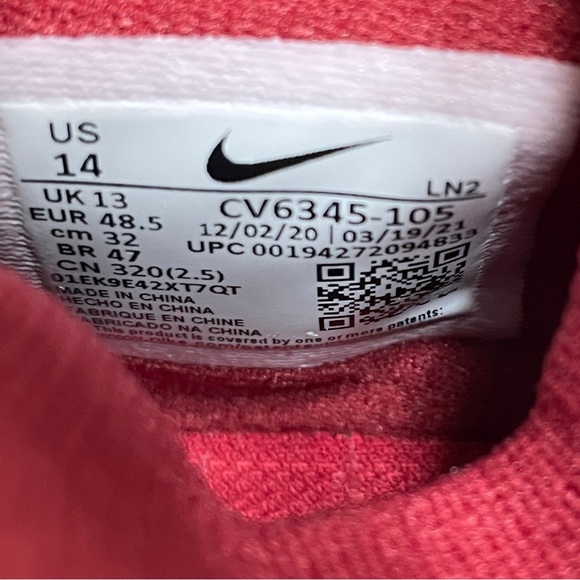 US
14
UK 13
EUR 48.5
cm 32
BR 47
CN 320(2.5)
01EK9E42XT7QT
MADE IN CHINA
HECHO EN CHINA
FABRIQUÉ EN CHINE
FABRICADO NA CHINA
This product is covered by one or more patents:
LN2
CV6345-105
12/02/20 | 03/19/21
UPC 00194272094833